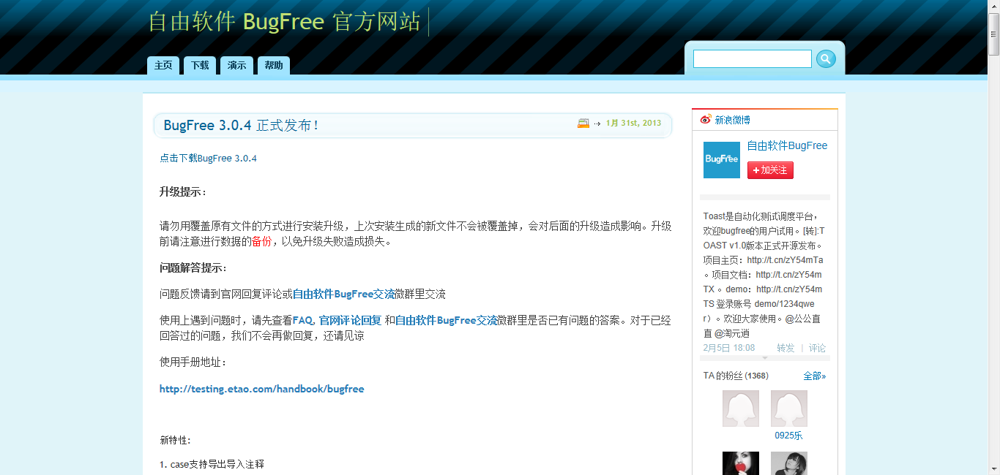 自由软件 BugFree 官方网站
主页 下载 演示 帮助
BugFree 3.0.4 正式发布！
1月 31st, 2013
点击下载BugFree 3.0.4
升级提示：
请勿用覆盖原有文件的方式进行安装升级，上次安装生成的新文件不会被覆盖掉，会对后面的升级造成影响。升级
前请注意进行数据的备份，以免升级失败造成损失。
问题解答提示：
问题反馈请到官网回复评论或自由软件BugFree交流微群里交流
使用上遇到问题时，请先查看FAQ, 官网评论回复 和自由软件BugFree交流微群里是否已有问题的答案。对于已经
回答过的问题，我们不会再做回复，还请见谅
使用手册地址：
http://testing.etao.com/handbook/bugfree
新特性：
1. case支持导出导入注释
新浪微博
BugFree
自由软件BugFree
+加关注
Toast是自动化测试调度平台，
欢迎bugfree的用户试用。[转]:T
OAST v1.0版本正式开源发布。
项目主页：http://t.cn/zY54mTa
。项目文档：http://t.cn/zY54m
TX 。demo：http://t.cn/zY54m
TS 登录账号 demo/1234qwe
r）。欢迎大家使用。@公公直
直 @淘元逍
2月5日 18:08 转发 | 评论
TA 的粉丝 (1368) 全部»
0925乐